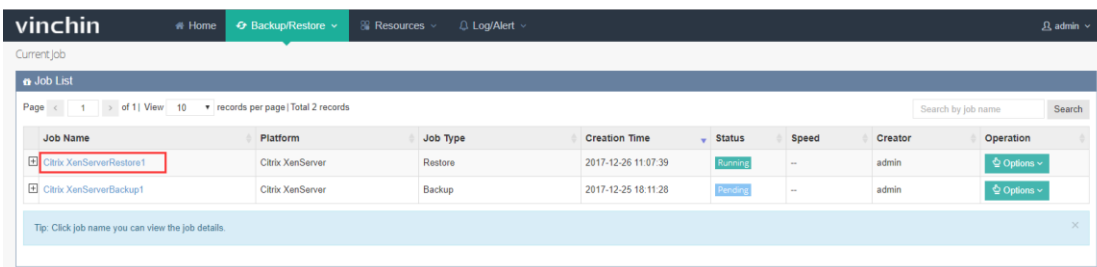 vinchin Home Backup/Restore Resources Log/Alert admin
Current job
Job List
Page 1 of 1| View 10 records per page | Total 2 records Search by job name Search
Job Name Platform Job Type Creation Time Status Speed Creator Operation
Citrix XenServerRestore1 Citrix XenServer Restore 2017-12-26 11:07:39 Running -- admin Options
Citrix XenServerBackup1 Citrix XenServer Backup 2017-12-25 18:11:28 Pending -- admin Options
Tip: Click job name you can view the job details.